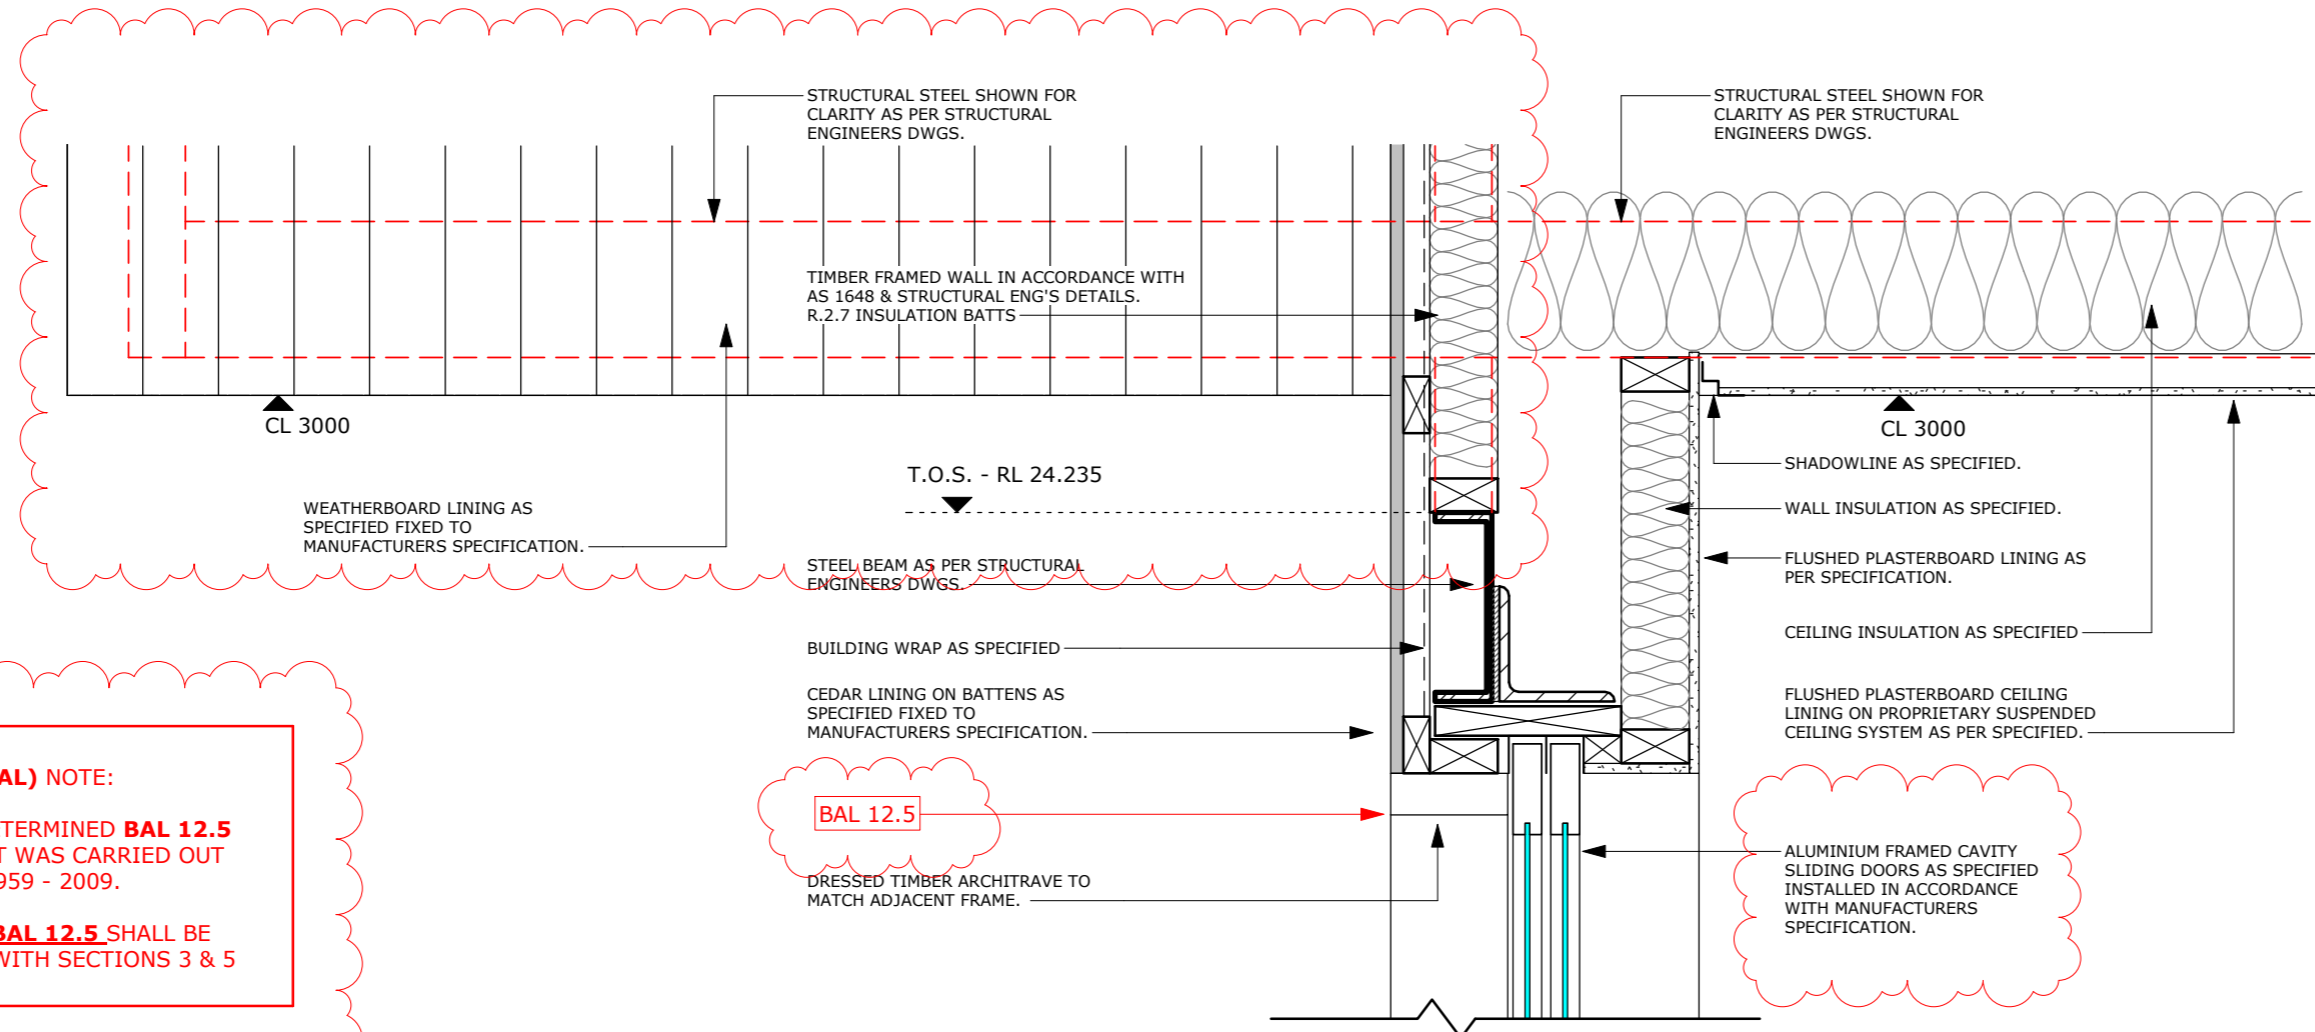 STRUCTURAL STEEL SHOWN FOR
CLARITY AS PER STRUCTURAL
ENGINEERS DWGS.
STRUCTURAL STEEL SHOWN FOR
CLARITY AS PER STRUCTURAL
ENGINEERS DWGS.
TIMBER FRAMED WALL IN ACCORDANCE WITH
AS 1648 & STRUCTURAL ENG'S DETAILS.
R.2.7 INSULATION BATTS
CL 3000
CL 3000
T.O.S. - RL 24.235
WEATHERBOARD LINING AS
SPECIFIED FIXED TO
MANUFACTURERS SPECIFICATION.
STEEL BEAM AS PER STRUCTURAL
ENGINEERS DWGS.
BUILDING WRAP AS SPECIFIED
CEDAR LINING ON BATTENS AS
SPECIFIED FIXED TO
MANUFACTURERS SPECIFICATION.
BAL 12.5
DRESSED TIMBER ARCHITRAVE TO
MATCH ADJACENT FRAME.
SHADOWLINE AS SPECIFIED.
WALL INSULATION AS SPECIFIED.
FLUSHED PLASTERBOARD LINING AS
PER SPECIFICATION.
CEILING INSULATION AS SPECIFIED
FLUSHED PLASTERBOARD CEILING
LINING ON PROPRIETARY SUSPENDED
CEILING SYSTEM AS PER SPECIFIED.
ALUMINIUM FRAMED CAVITY
SLIDING DOORS AS SPECIFIED
INSTALLED IN ACCORDANCE
WITH MANUFACTURERS
SPECIFICATION.
AL) NOTE:
TERMINED BAL 12.5
T WAS CARRIED OUT
959 - 2009.
BAL 12.5 SHALL BE
WITH SECTIONS 3 & 5